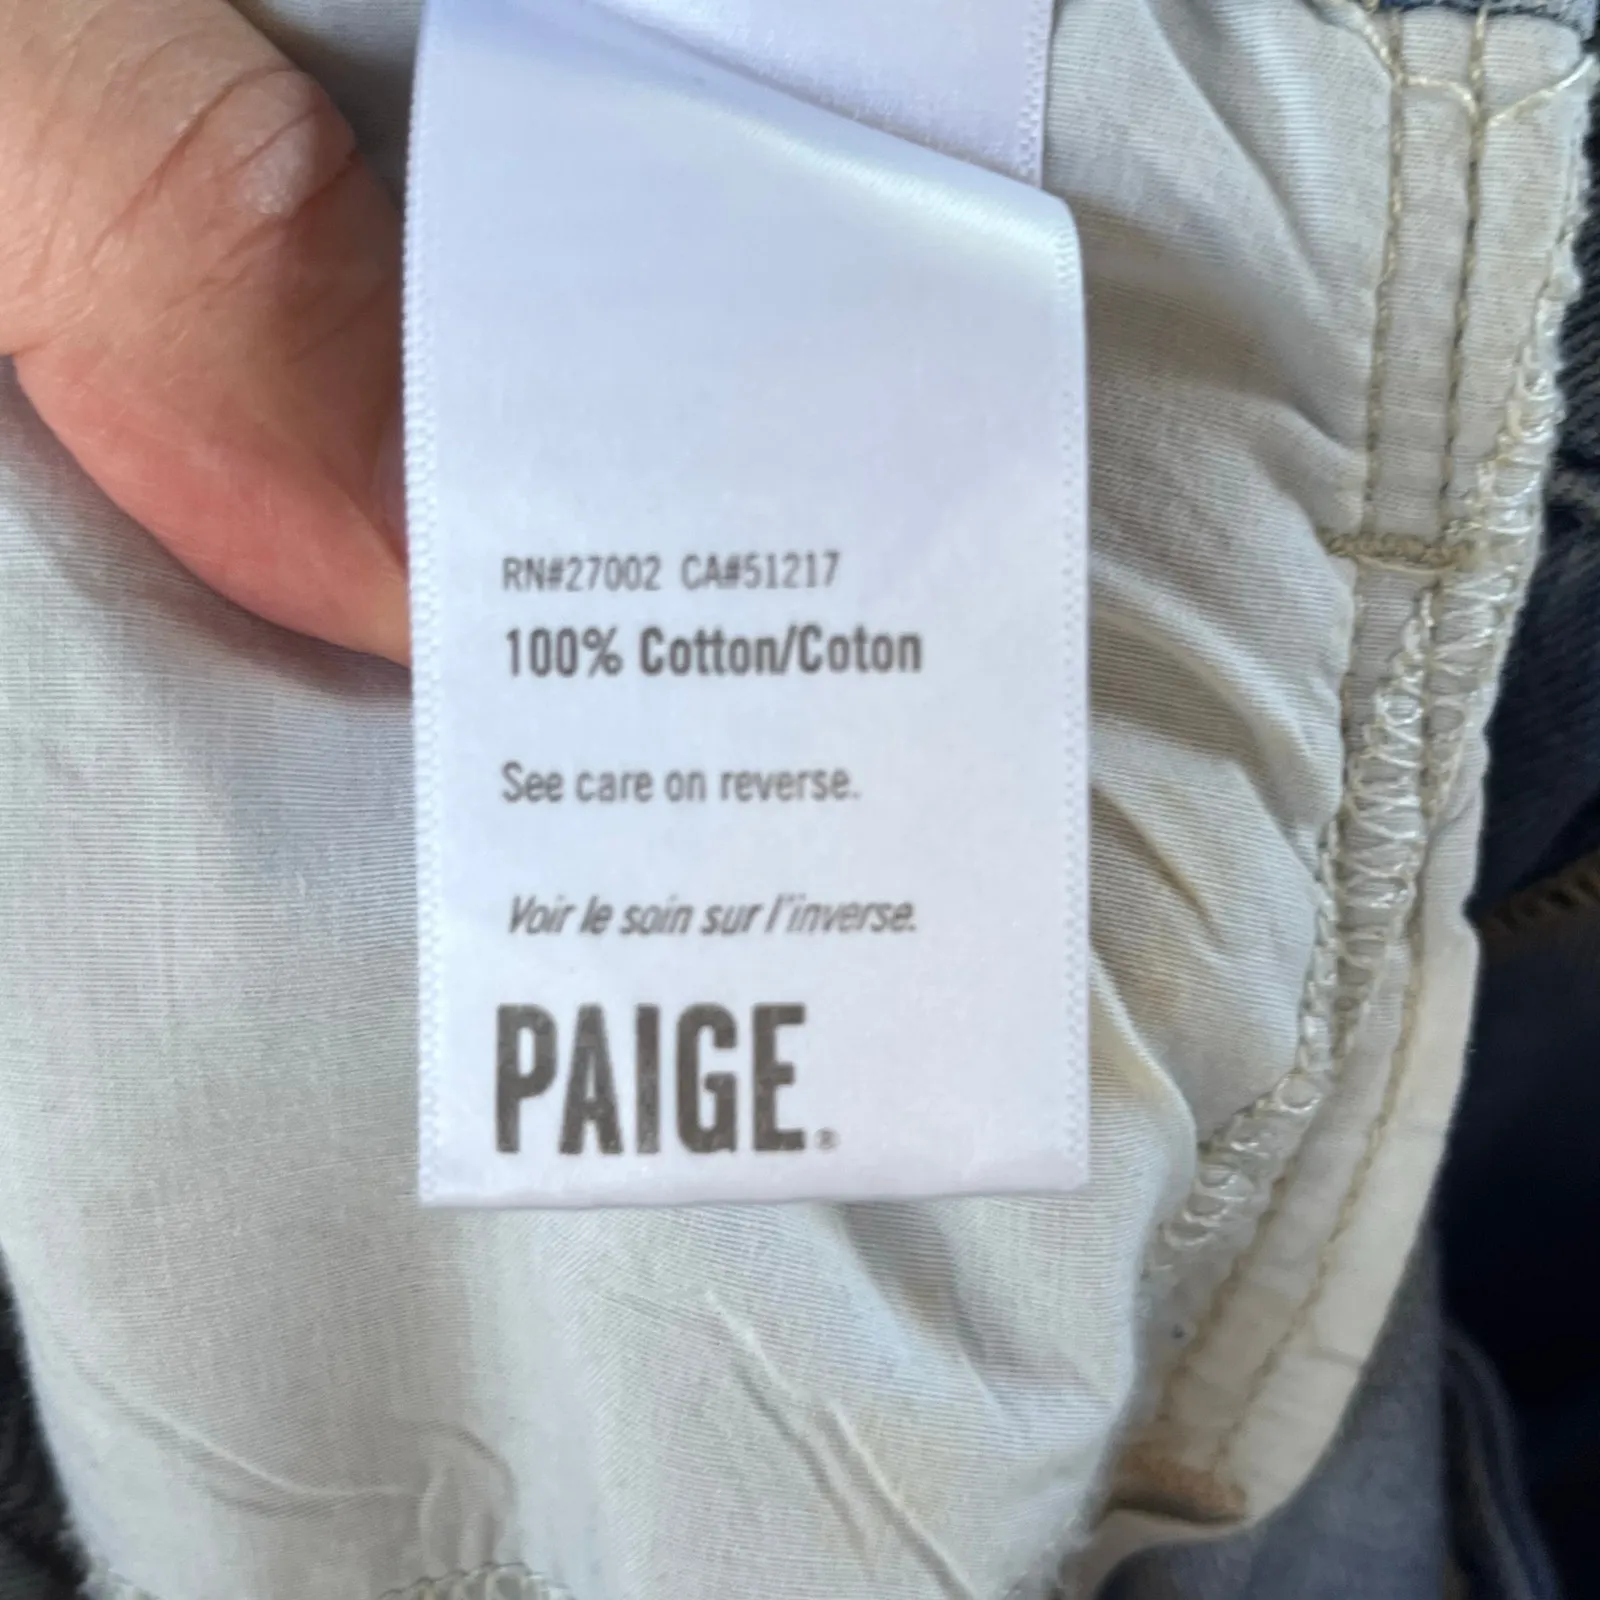 RN#27002 CA#51217
100% Cotton/Coton
See care on reverse.
Voir le soin sur l'inverse.
PAIGE®